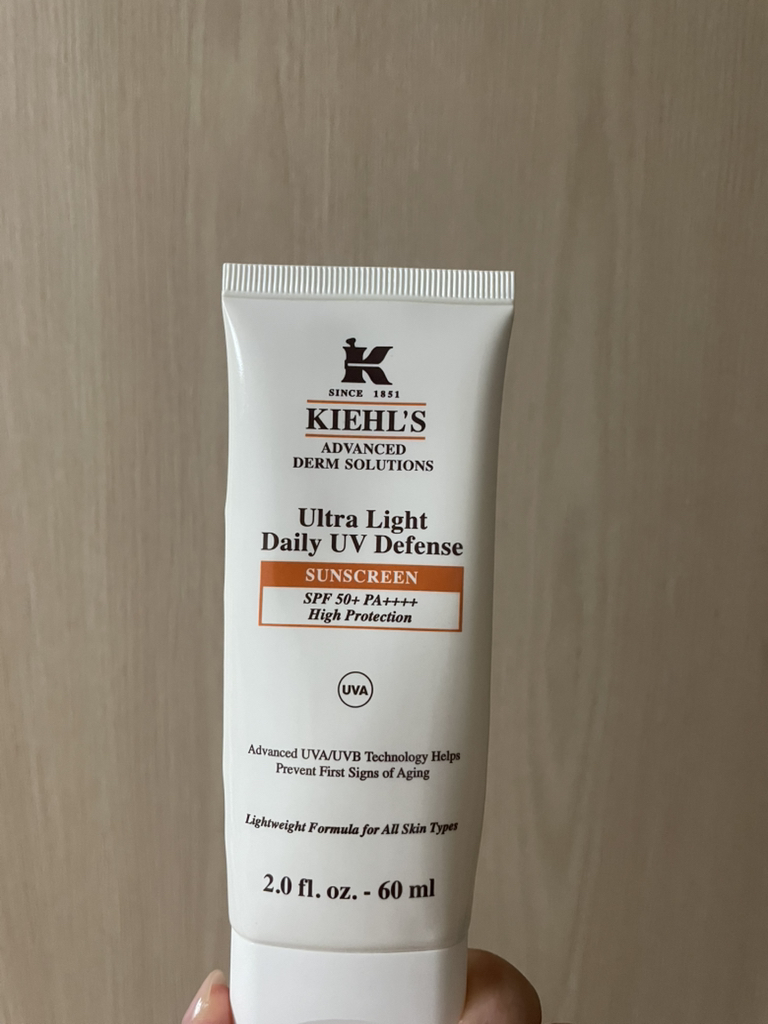 K
SINCE 1851
KIEHL'S
ADVANCED
DERM SOLUTIONS
Ultra Light
Daily UV Defense
SUNSCREEN
SPF 50+ PA++++
High Protection
UVA
Advanced UVA/UVB Technology Helps
Prevent First Signs of Aging
Lightweight Formula for All Skin Types
2.0 fl. oz. - 60 ml